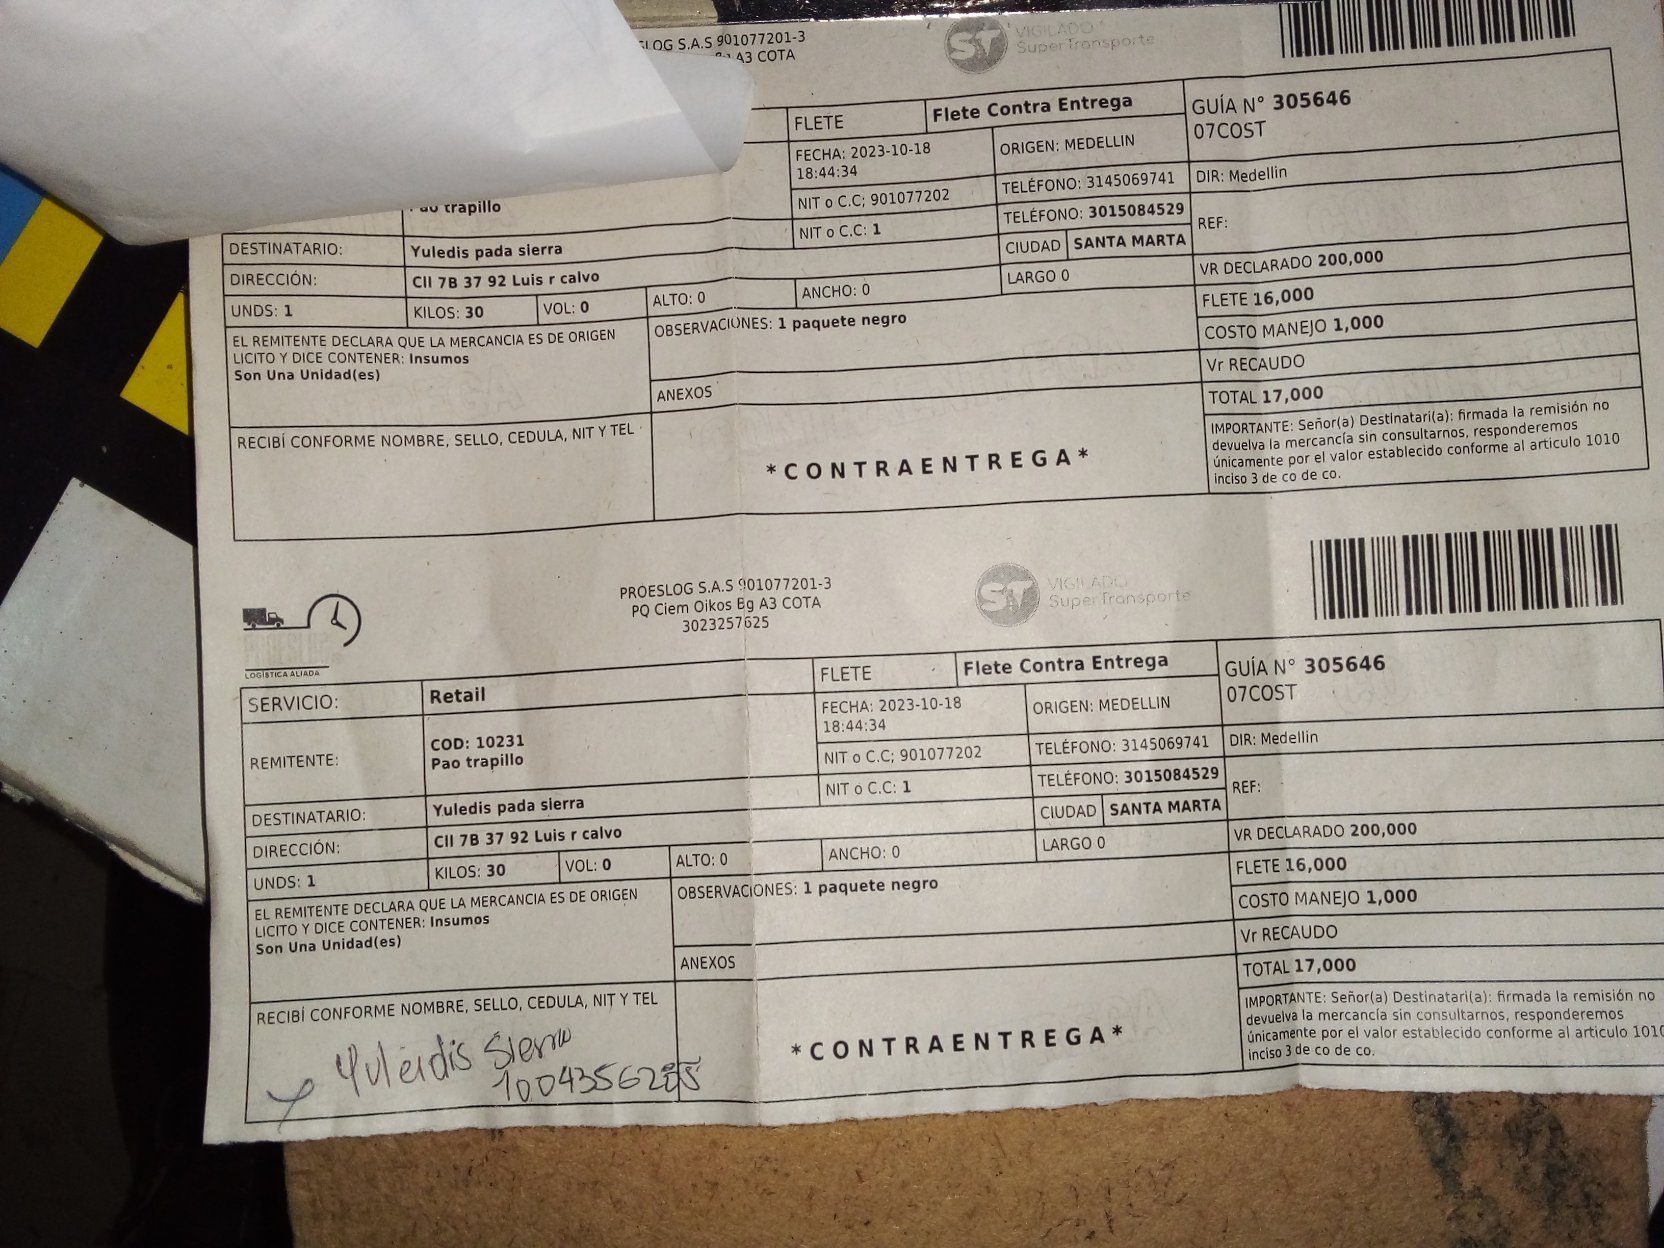 S.A.S 901077201-3
A3 COTA
ST VIGILADO
SuperTransporte
FLETE Flete Contra Entrega GUÍA N° 305646
07COST
FECHA: 2023-10-18 ORIGEN: MEDELLIN
18:44:34
TELÉFONO: 3145069741 DIR: Medellin
Pao trapillo NIT o C.C; 901077202
NIT o C.C: 1 TELÉFONO: 3015084529 REF:
DESTINATARIO: Yuledis pada sierra CIUDAD SANTA MARTA
DIRECCIÓN: Cll 7B 37 92 Luis r calvo LARGO 0 VR DECLARADO 200,000
UNDS: 1 KILOS: 30 VOL: 0 ALTO: 0 ANCHO: 0 FLETE 16,000
EL REMITENTE DECLARA QUE LA MERCANCIA ES DE ORIGEN OBSERVACIONES: 1 paquete negro COSTO MANEJO 1,000
LICITO Y DICE CONTENER: Insumos
Son Una Unidad(es) Vr RECAUDO
ANEXOS TOTAL 17,000
RECIBÍ CONFORME NOMBRE, SELLO, CEDULA, NIT Y TEL
*CONTRAENTREGA*
IMPORTANTE: Señor(a) Destinatari(a): firmada la remisión no
devuelva la mercancía sin consultarnos, responderemos
únicamente por el valor establecido conforme al articulo 1010
inciso 3 de co de co.
PROESLOG S.A.S 901077201-3
PQ Ciem Oikos Bg A3 COTA
3023257625
ST VIGILADO
SuperTransporte
LOGÍSTICA ALIADA
SERVICIO: Retail FLETE Flete Contra Entrega GUÍA N° 305646
07COST
REMITENTE: COD: 10231 FECHA: 2023-10-18 ORIGEN: MEDELLIN
Pao trapillo 18:44:34
NIT o C.C; 901077202 TELÉFONO: 3145069741 DIR: Medellin
NIT o C.C: 1 TELÉFONO: 3015084529 REF:
DESTINATARIO: Yuledis pada sierra CIUDAD SANTA MARTA
DIRECCIÓN: Cll 7B 37 92 Luis r calvo LARGO 0 VR DECLARADO 200,000
UNDS: 1 KILOS: 30 VOL: 0 ALTO: 0 ANCHO: 0 FLETE 16,000
EL REMITENTE DECLARA QUE LA MERCANCIA ES DE ORIGEN OBSERVACIONES: 1 paquete negro COSTO MANEJO 1,000
LICITO Y DICE CONTENER: Insumos
Son Una Unidad(es) Vr RECAUDO
ANEXOS TOTAL 17,000
RECIBÍ CONFORME NOMBRE, SELLO, CEDULA, NIT Y TEL
*CONTRAENTREGA*
IMPORTANTE: Señor(a) Destinatari(a): firmada la remisión no
devuelva la mercancía sin consultarnos, responderemos
únicamente por el valor establecido conforme al articulo 1010
inciso 3 de co de co.
Yuleidis Sierra